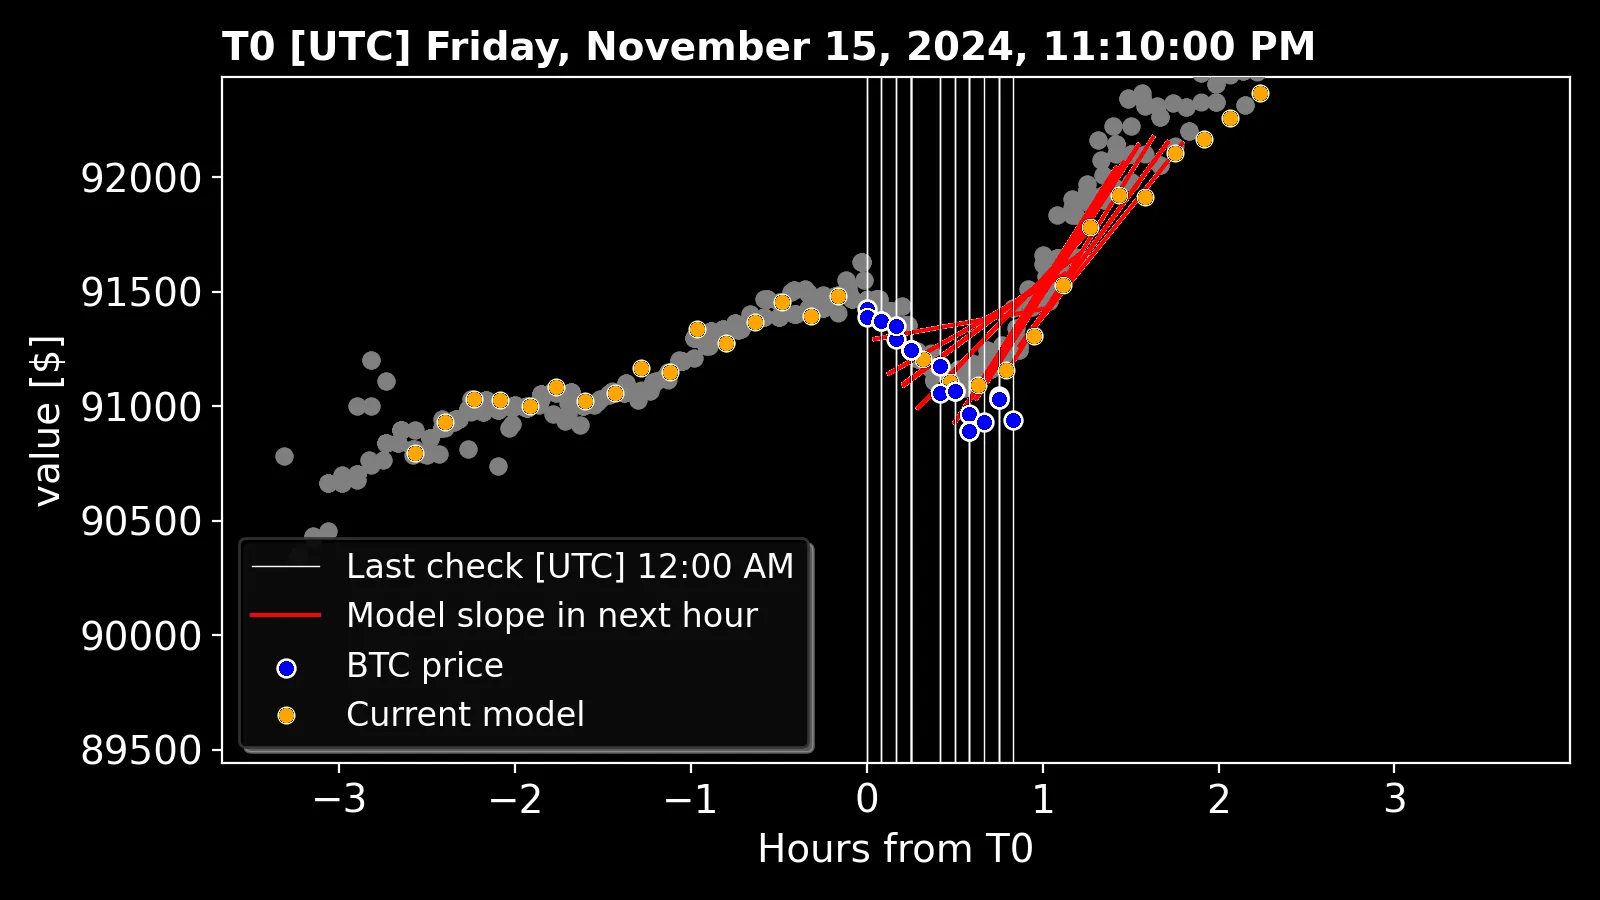 T0 [UTC] Friday, November 15, 2024, 11:10:00 PM
value [$]
92000
91500
91000
90500
90000
89500
Last check [UTC] 12:00 AM
Model slope in next hour
BTC price
Current model
−3 −2 −1 0 1 2 3
Hours from T0